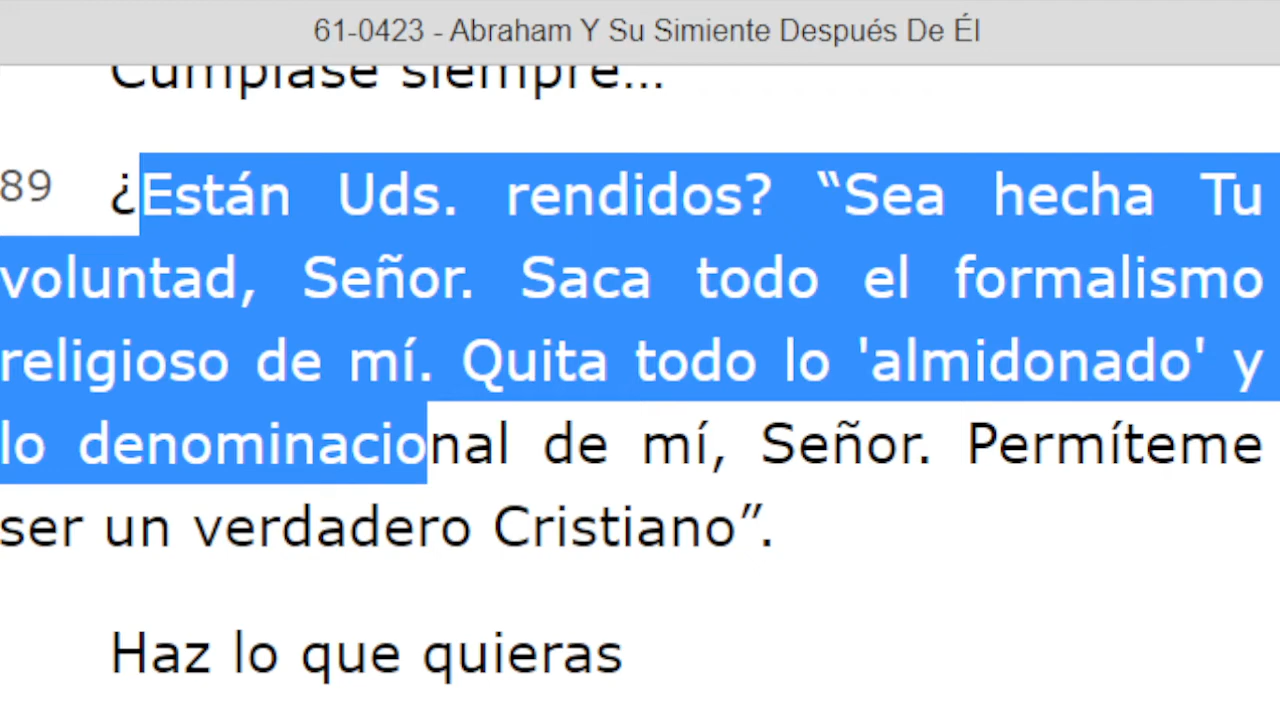 61-0423 - Abraham Y Su Simiente Después De Él
Cúmplase siempre...
89 ¿Están Uds. rendidos? “Sea hecha Tu
voluntad, Señor. Saca todo el formalismo
religioso de mí. Quita todo lo 'almidonado' y
lo denominacional de mí, Señor. Permíteme
ser un verdadero Cristiano”.
Haz lo que quieras